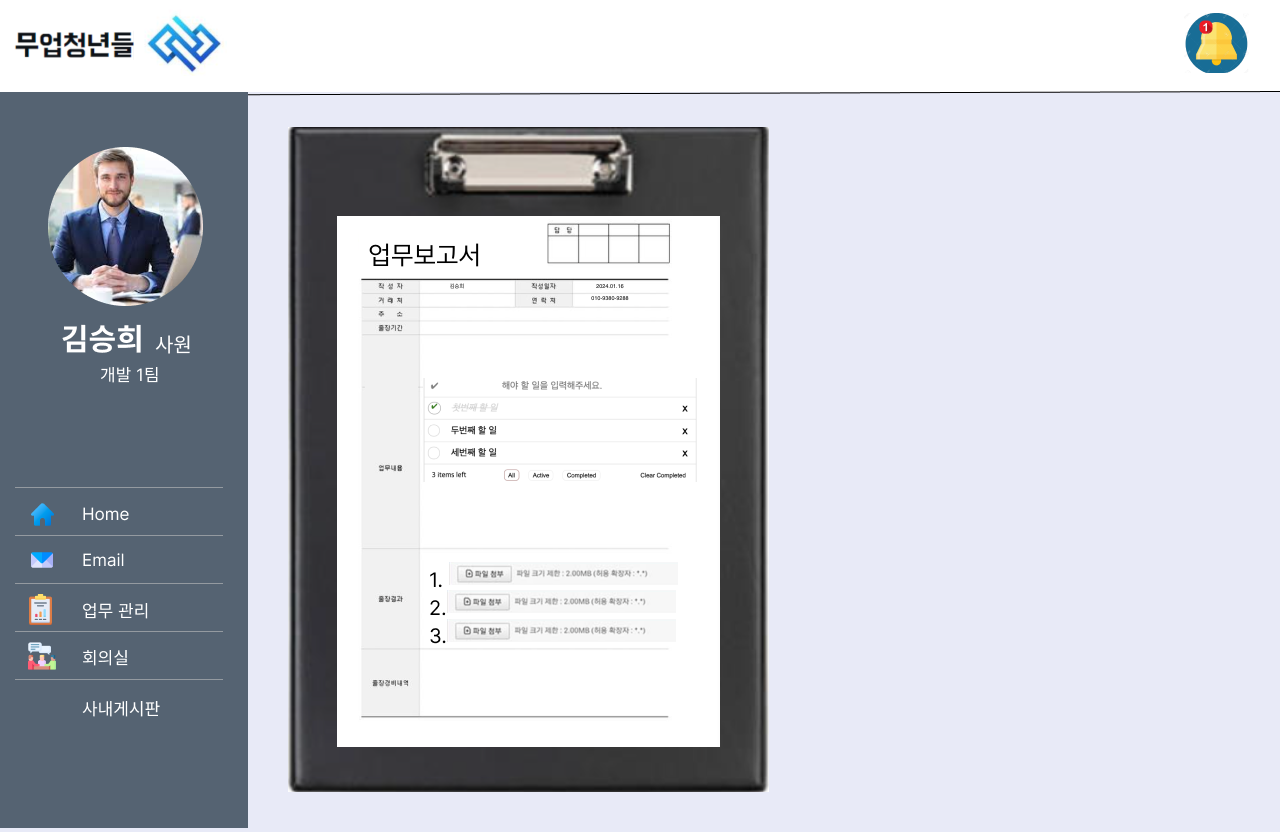 무업청년들
1
김승희 사원
개발 1팀
Home
Email
업무 관리
회의실
사내게시판
담 당
업무보고서
작 성 자 김승희 작성일자 2024.01.16
거 래 처 연 락 처 010-9380-9288
주 소
출장기간
✔ 해야 할 일을 입력해주세요.
첫번째 할 일 x
두번째 할 일 x
세번째 할 일 x
업무내용
3 items left All Active Completed Clear Completed
1. 파일 첨부 파일 크기 제한 : 2.00MB (허용 확장자 : *.*)
출장결과
2. 파일 첨부 파일 크기 제한 : 2.00MB (허용 확장자 : *.*)
3. 파일 첨부 파일 크기 제한 : 2.00MB (허용 확장자 : *.*)
출장경비내역